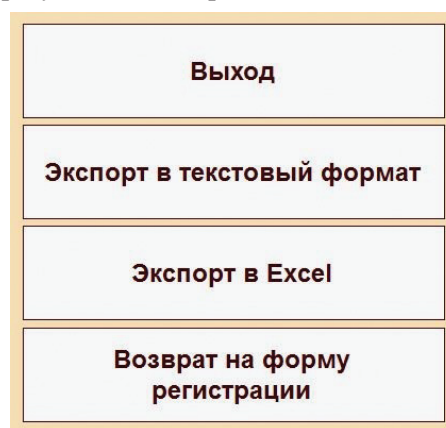 Выход
Экспорт в текстовый формат
Экспорт в Excel
Возврат на форму
регистрации